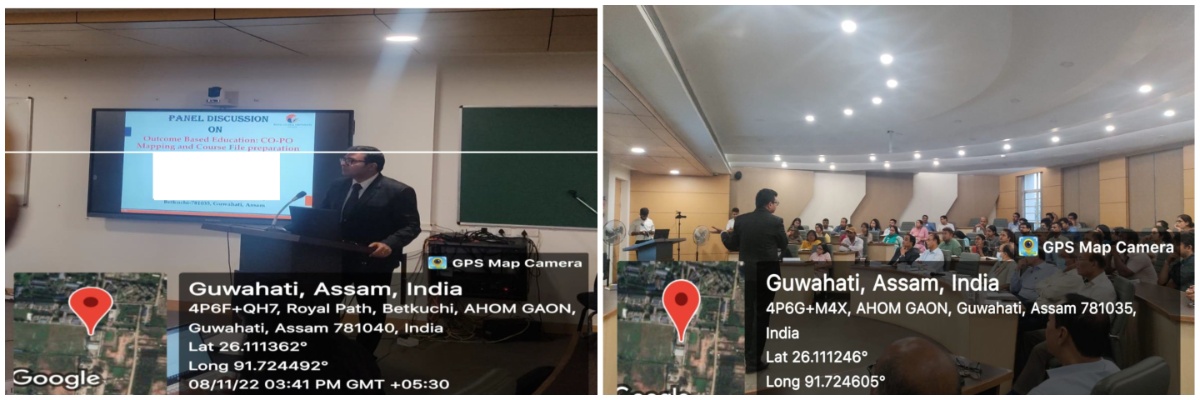 PANEL DISCUSSION
ON
Outcome Based Education: CO-PO
Mapping and Course File preparation
Betkuchi-781035, Guwahati, Assam
GPS Map Camera
Guwahati, Assam, India
4P6F+QH7, Royal Path, Betkuchi, AHOM GAON,
Guwahati, Assam 781040, India
Lat 26.111362°
Long 91.724492°
08/11/22 03:41 PM GMT +05:30
Google
GPS Map Camera
Guwahati, Assam, India
4P6G+M4X, AHOM GAON, Guwahati, Assam 781035,
India
Lat 26.111246°
Long 91.724605°
Google